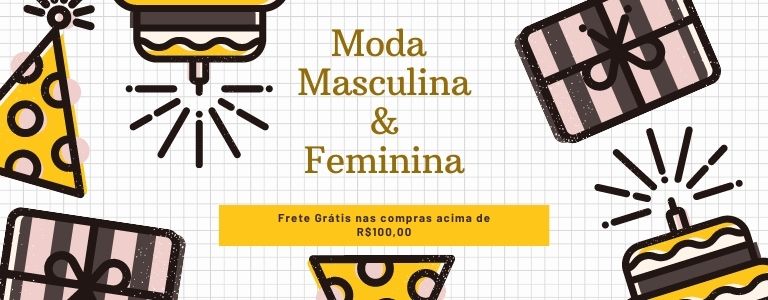 Moda
Masculina
&
Feminina
Frete Grátis nas compras acima de
R$100,00